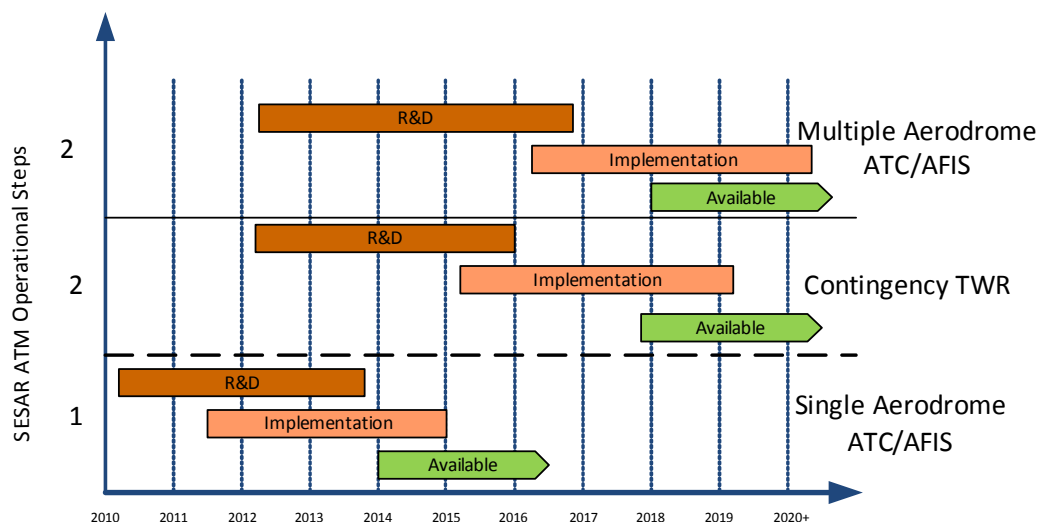 SESAR ATM Operational Steps
R&D
2
Implementation
Multiple Aerodrome
ATC/AFIS
Available
R&D
2
Implementation
Contingency TWR
Available
R&D
1
Implementation
Single Aerodrome
ATC/AFIS
Available
2010 2011 2012 2013 2014 2015 2016 2017 2018 2019 2020+